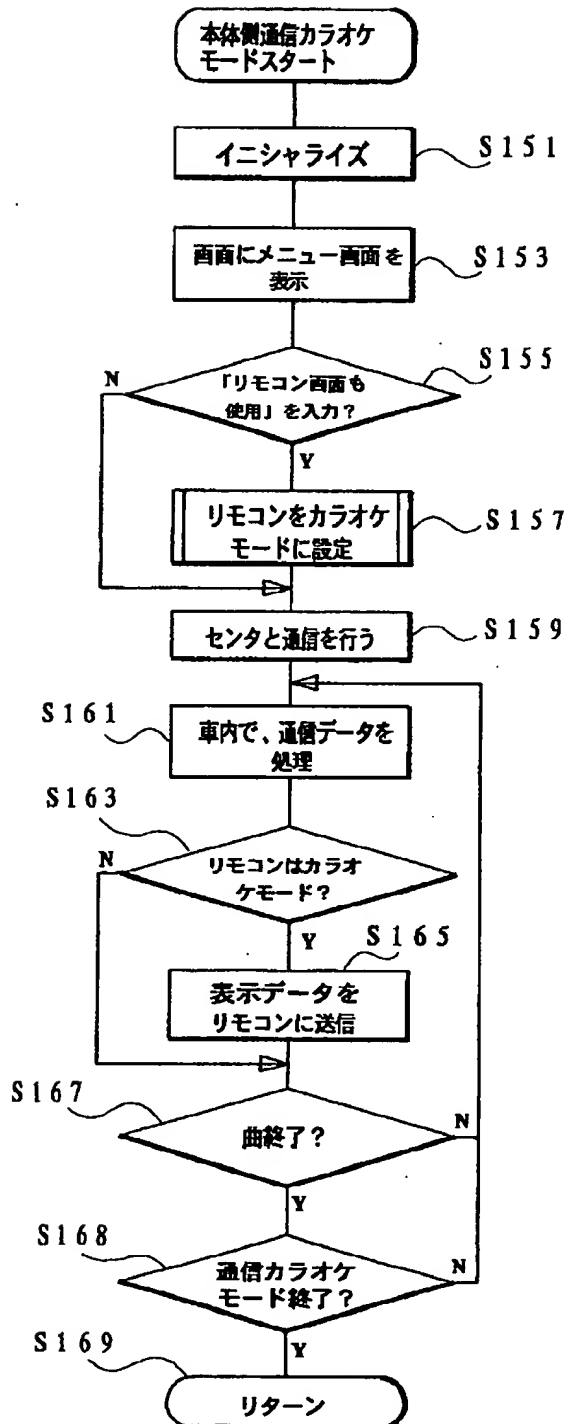 本体側通信カラオケ
モードスタート
イニシャライズ
S151
画面にメニュー画面を
表示
S153
「リモコン画面も
使用」を入力?
S155
N
Y
リモコンをカラオケ
モードに設定
S157
センタと通信を行う
S159
S161
車内で、通信データを
処理
S163
リモコンはカラオ
ケモード?
N
Y
S165
表示データを
リモコンに送信
S167
曲終了?
N
Y
S168
通信カラオケ
モード終了?
N
Y
S169
リターン